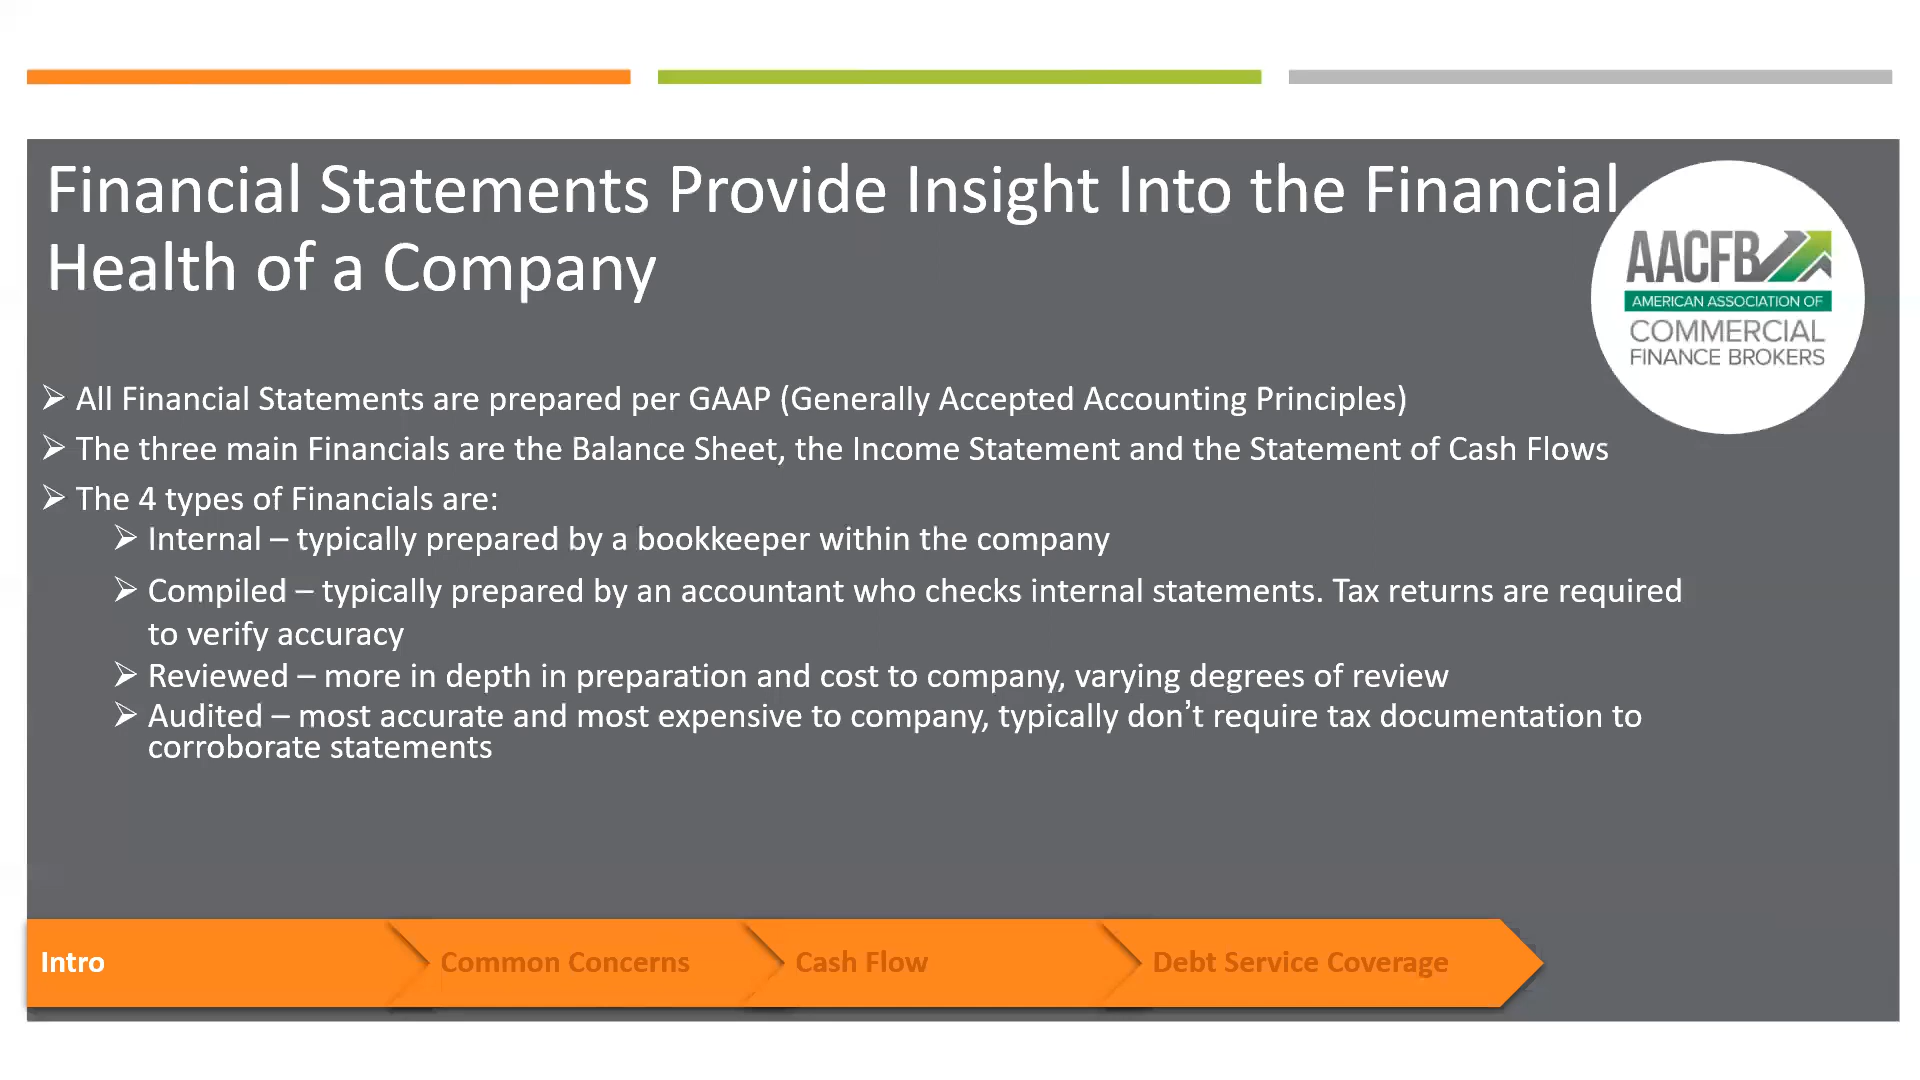 Financial Statements Provide Insight Into the Financial
Health of a Company
AACFB
AMERICAN ASSOCIATION OF
COMMERCIAL
FINANCE BROKERS
➢ All Financial Statements are prepared per GAAP (Generally Accepted Accounting Principles)
➢ The three main Financials are the Balance Sheet, the Income Statement and the Statement of Cash Flows
➢ The 4 types of Financials are:
➢ Internal – typically prepared by a bookkeeper within the company
➢ Compiled – typically prepared by an accountant who checks internal statements. Tax returns are required
to verify accuracy
➢ Reviewed – more in depth in preparation and cost to company, varying degrees of review
➢ Audited – most accurate and most expensive to company, typically don’t require tax documentation to
corroborate statements
Intro
Common Concerns
Cash Flow
Debt Service Coverage